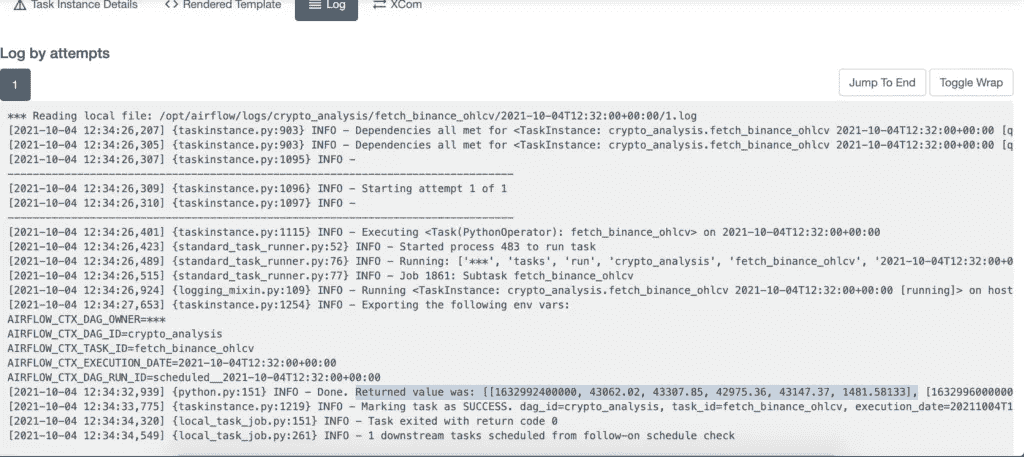 Task Instance Details
<> Rendered Template
Log
XCom
Log by attempts
1
Jump To End
Toggle Wrap
*** Reading local file: /opt/airflow/logs/crypto_analysis/fetch_binance_ohlcv/2021-10-04T12:32:00+00:00/1.log
[2021-10-04 12:34:26,207] {taskinstance.py:903} INFO - Dependencies all met for <TaskInstance: crypto_analysis.fetch_binance_ohlcv 2021-10-04T12:32:00+00:00 [q
[2021-10-04 12:34:26,305] {taskinstance.py:903} INFO - Dependencies all met for <TaskInstance: crypto_analysis.fetch_binance_ohlcv 2021-10-04T12:32:00+00:00 [q
[2021-10-04 12:34:26,307] {taskinstance.py:1095} INFO -
--------------------------------------------------------------------------------
[2021-10-04 12:34:26,309] {taskinstance.py:1096} INFO - Starting attempt 1 of 1
[2021-10-04 12:34:26,310] {taskinstance.py:1097} INFO -
--------------------------------------------------------------------------------
[2021-10-04 12:34:26,401] {taskinstance.py:1115} INFO - Executing <Task(PythonOperator): fetch_binance_ohlcv> on 2021-10-04T12:32:00+00:00
[2021-10-04 12:34:26,423] {standard_task_runner.py:52} INFO - Started process 483 to run task
[2021-10-04 12:34:26,489] {standard_task_runner.py:76} INFO - Running: ['***', 'tasks', 'run', 'crypto_analysis', 'fetch_binance_ohlcv', '2021-10-04T12:32:00+0
[2021-10-04 12:34:26,515] {standard_task_runner.py:77} INFO - Job 1861: Subtask fetch_binance_ohlcv
[2021-10-04 12:34:26,924] {logging_mixin.py:109} INFO - Running <TaskInstance: crypto_analysis.fetch_binance_ohlcv 2021-10-04T12:32:00+00:00 [running]> on host
[2021-10-04 12:34:27,653] {taskinstance.py:1254} INFO - Exporting the following env vars:
AIRFLOW_CTX_DAG_OWNER=***
AIRFLOW_CTX_DAG_ID=crypto_analysis
AIRFLOW_CTX_TASK_ID=fetch_binance_ohlcv
AIRFLOW_CTX_EXECUTION_DATE=2021-10-04T12:32:00+00:00
AIRFLOW_CTX_DAG_RUN_ID=scheduled__2021-10-04T12:32:00+00:00
[2021-10-04 12:34:32,939] {python.py:151} INFO - Done. Returned value was: [[1632992400000, 43062.02, 43307.85, 42975.36, 43147.37, 1481.58133], [1632996000000
[2021-10-04 12:34:33,775] {taskinstance.py:1219} INFO - Marking task as SUCCESS. dag_id=crypto_analysis, task_id=fetch_binance_ohlcv, execution_date=20211004T1
[2021-10-04 12:34:34,320] {local_task_job.py:151} INFO - Task exited with return code 0
[2021-10-04 12:34:34,549] {local_task_job.py:261} INFO - 1 downstream tasks scheduled from follow-on schedule check